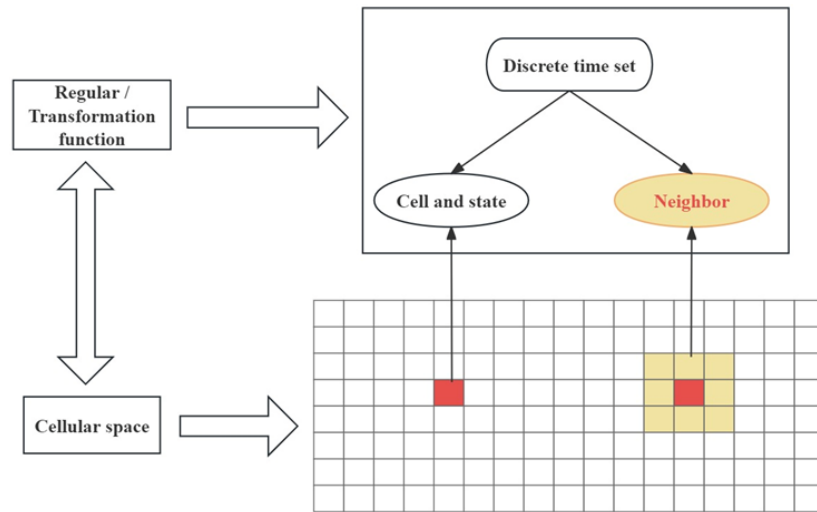 Discrete time set
Regular /
Transformation
function
Cell and state
Neighbor
Cellular space